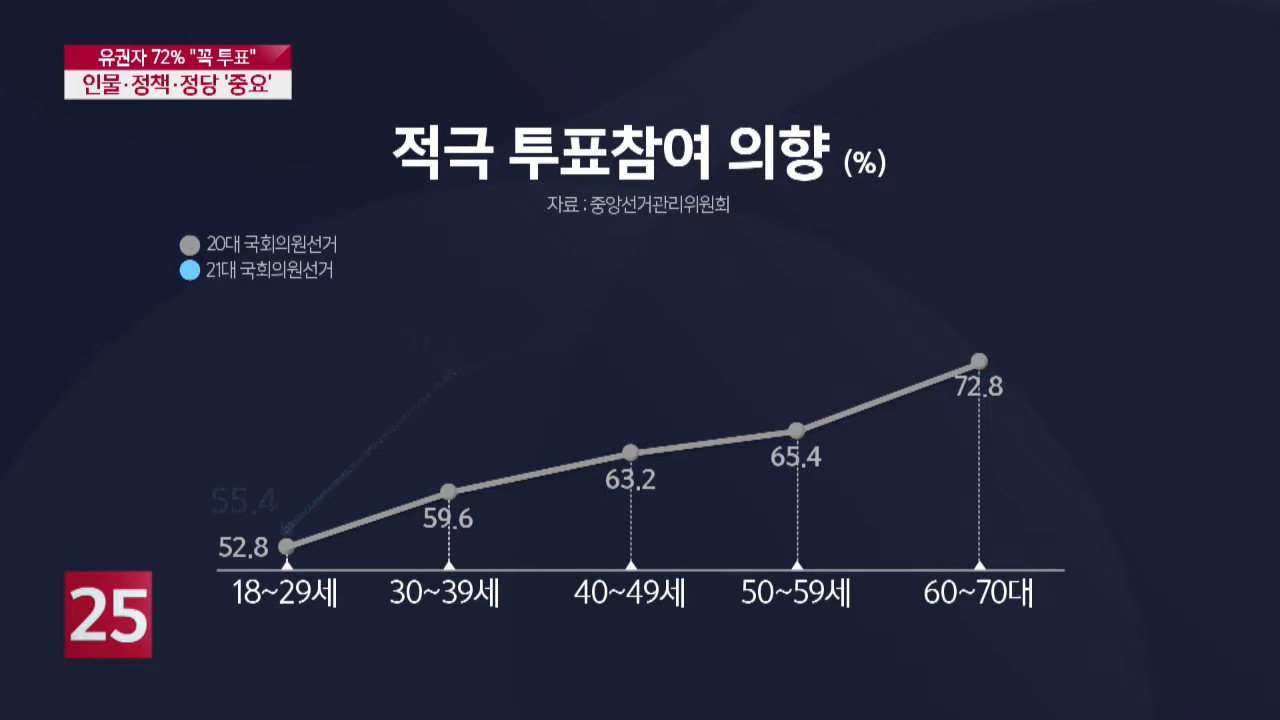 유권자 72% "꼭 투표"
인물·정책·정당 '중요'
적극 투표참여 의향 (%)
자료 : 중앙선거관리위원회
20대 국회의원선거
21대 국회의원선거
72.8
65.4
63.2
55.4
59.6
52.8
18~29세 30~39세 40~49세 50~59세 60~70대
25